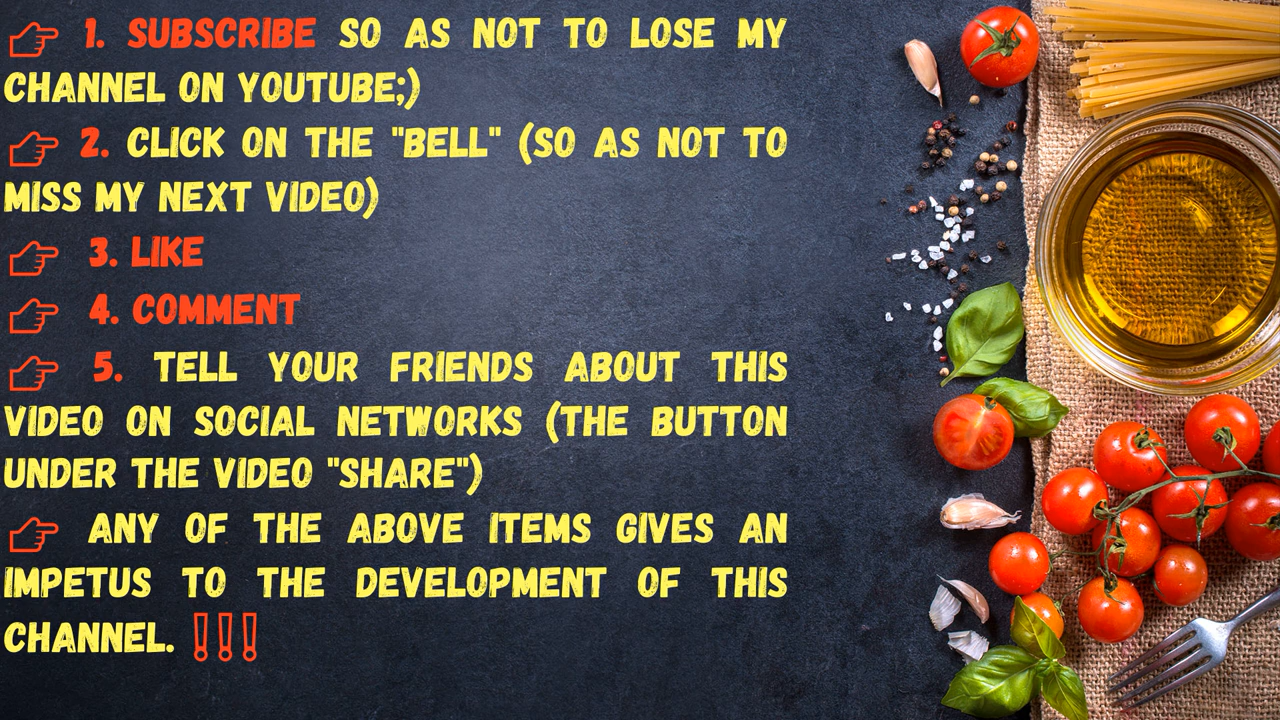 👉 1. SUBSCRIBE SO AS NOT TO LOSE MY
CHANNEL ON YOUTUBE;)
👉 2. CLICK ON THE "BELL" (SO AS NOT TO
MISS MY NEXT VIDEO)
👉 3. LIKE
👉 4. COMMENT
👉 5. TELL YOUR FRIENDS ABOUT THIS
VIDEO ON SOCIAL NETWORKS (THE BUTTON
UNDER THE VIDEO "SHARE")
👉 ANY OF THE ABOVE ITEMS GIVES AN
IMPETUS TO THE DEVELOPMENT OF THIS
CHANNEL. ❗❗❗